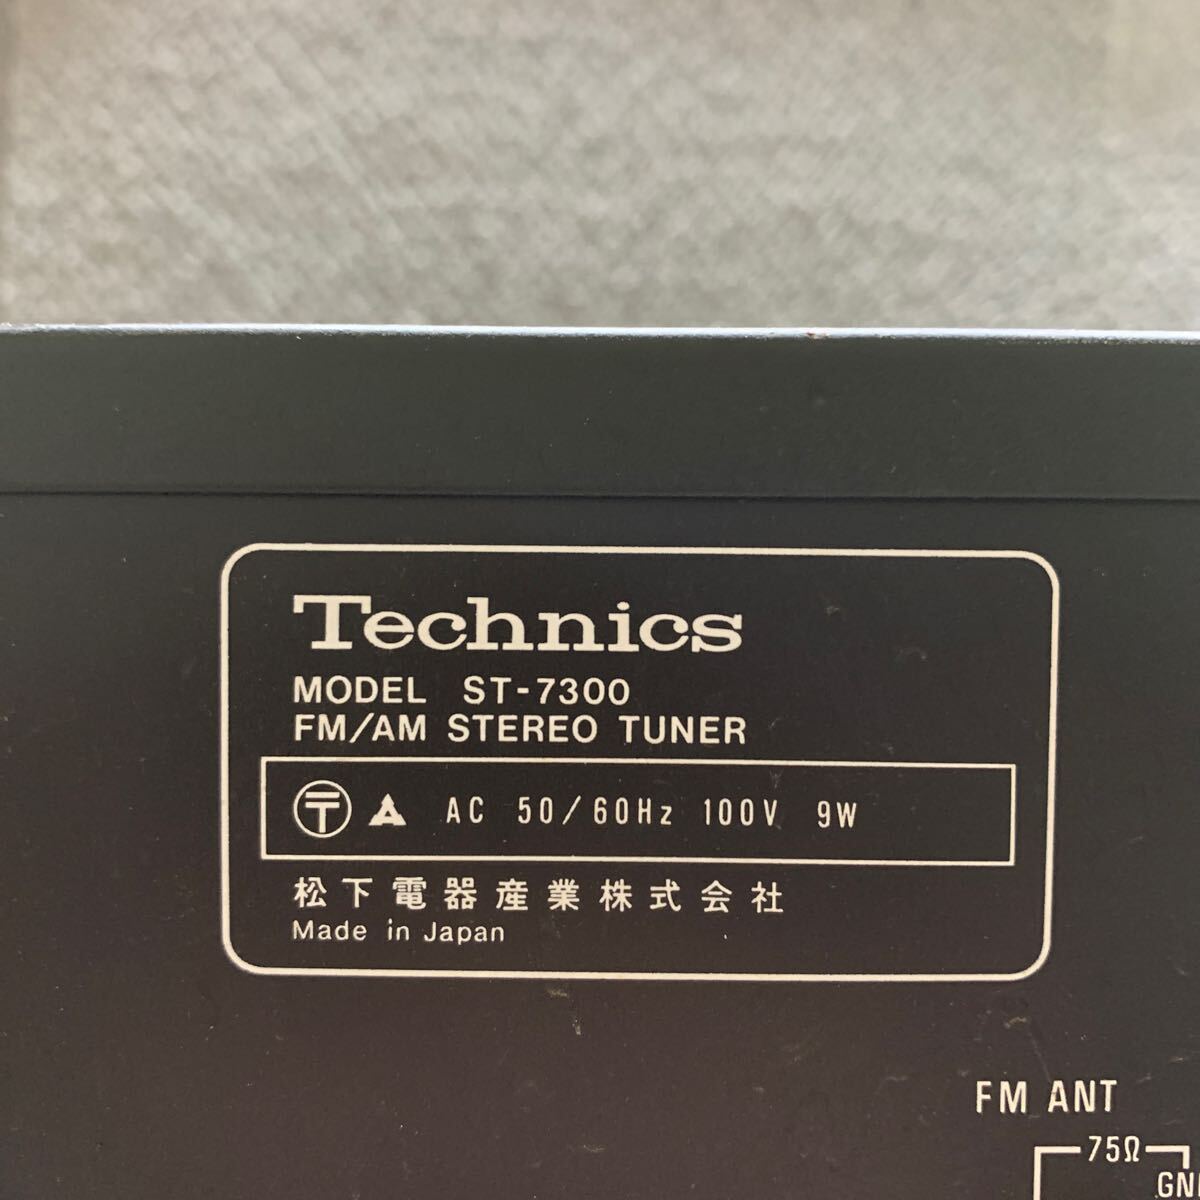 Technics
MODEL ST-7300
FM/AM STEREO TUNER
〒 A AC 50/60Hz 100V 9W
松下電器産業株式会社
Made in Japan
FM ANT
75Ω